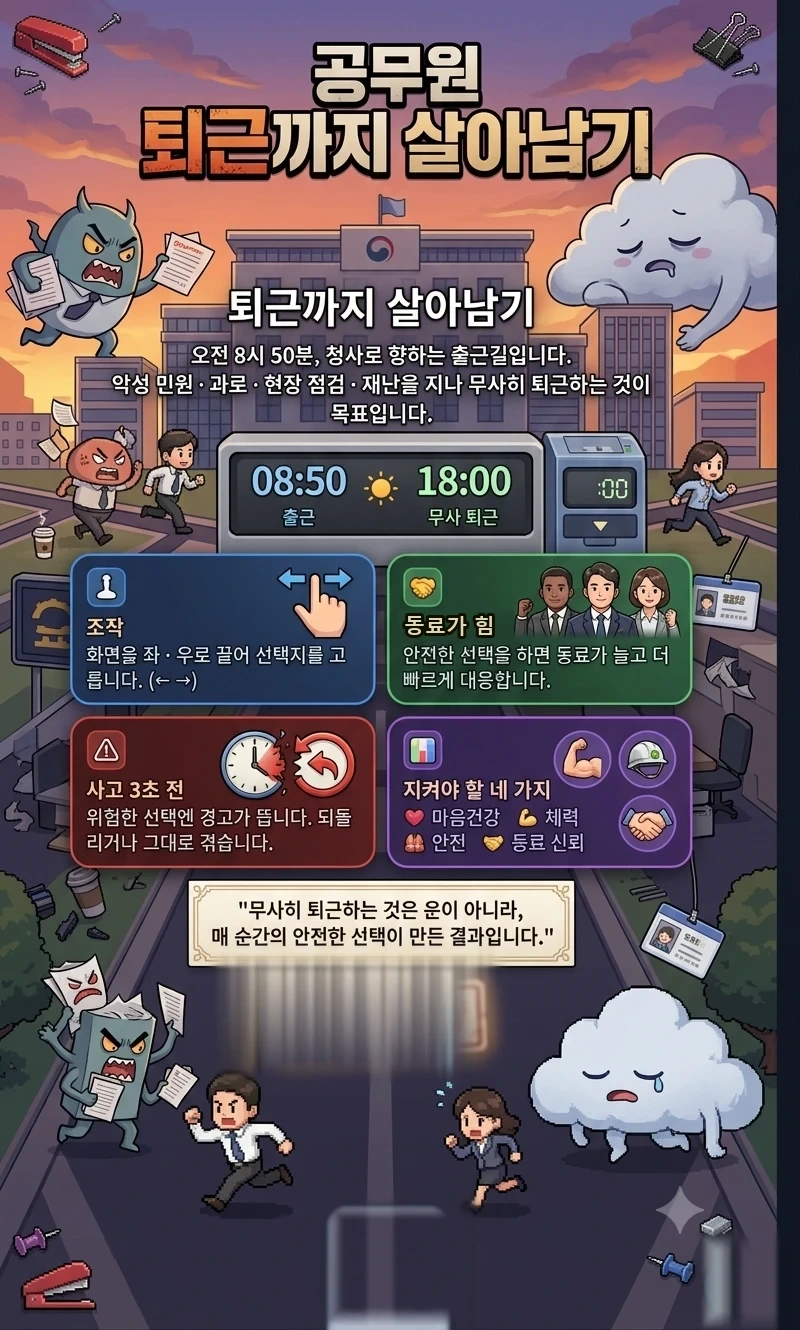 공무원
퇴근까지 살아남기
퇴근까지 살아남기
오전 8시 50분, 청사로 향하는 출근길입니다.
악성 민원 · 과로 · 현장 점검 · 재난을 지나 무사히 퇴근하는 것이
목표입니다.
08:50
18:00
:00
출근
무사 퇴근
조작
화면을 좌 · 우로 끌어 선택지를 고
릅니다. (← →)
동료가 힘
안전한 선택을 하면 동료가 늘고 더
빠르게 대응합니다.
사고 3초 전
위험한 선택엔 경고가 뜹니다. 되돌
리거나 그대로 겪습니다.
지켜야 할 네 가지
마음건강 체력
안전 동료 신뢰
"무사히 퇴근하는 것은 운이 아니라,
매 순간의 안전한 선택이 만든 결과입니다."